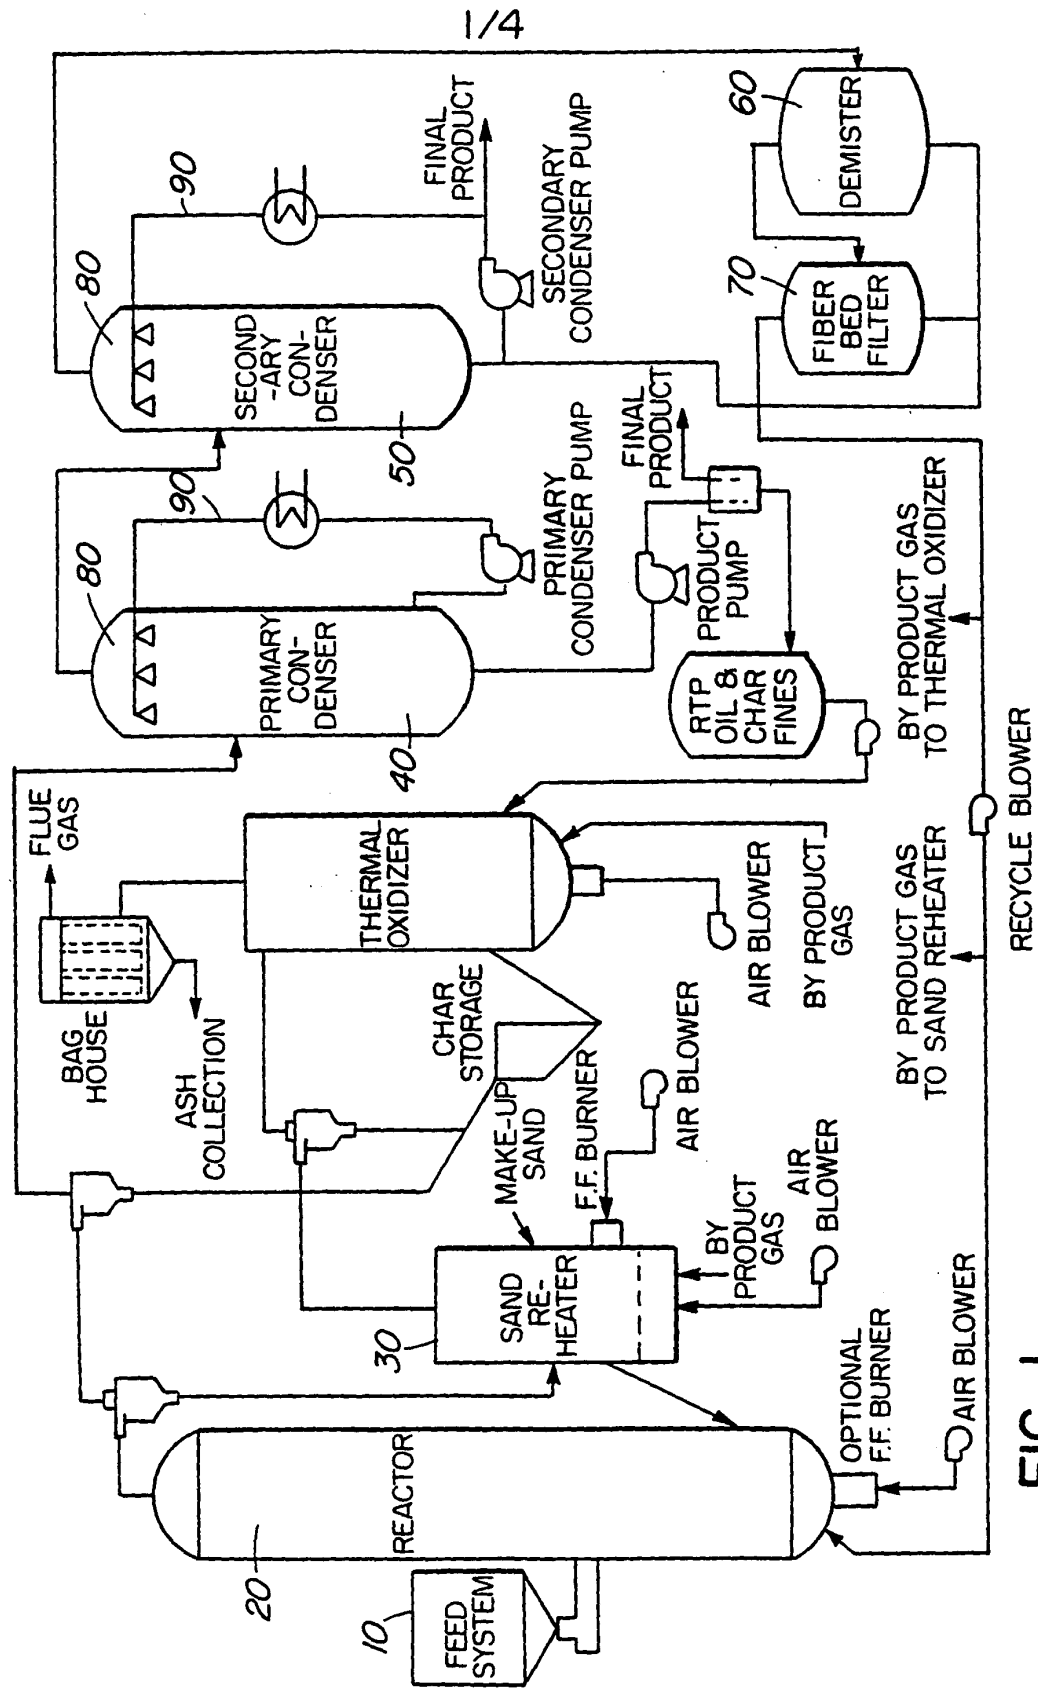 1/4
80
90
FINAL
PRODUCT
SECONDARY
CONDENSER PUMP
60
DEMISTER
70
FIBER
BED
FILTER
SECOND
-ARY
CON-
DENSER
50
80
90
PRIMARY
CON-
DENSER
40
PRIMARY
CONDENSER PUMP
FINAL
PRODUCT
PRODUCT
PUMP
RTP
OIL &
CHAR
FINES
BY PRODUCT GAS
TO THERMAL OXIDIZER
FLUE
GAS
BAG
HOUSE
ASH
COLLECTION
THERMAL
OXIDIZER
CHAR
STORAGE
AIR BLOWER
BY PRODUCT
GAS
RECYCLE BLOWER
BY PRODUCT GAS
TO SAND REHEATER
MAKE-UP
SAND
F.F. BURNER
AIR BLOWER
30
SAND
RE-
HEATER
BY
PRODUCT
GAS
AIR
BLOWER
20
REACTOR
OPTIONAL
F.F. BURNER
AIR BLOWER
10
FEED
SYSTEM